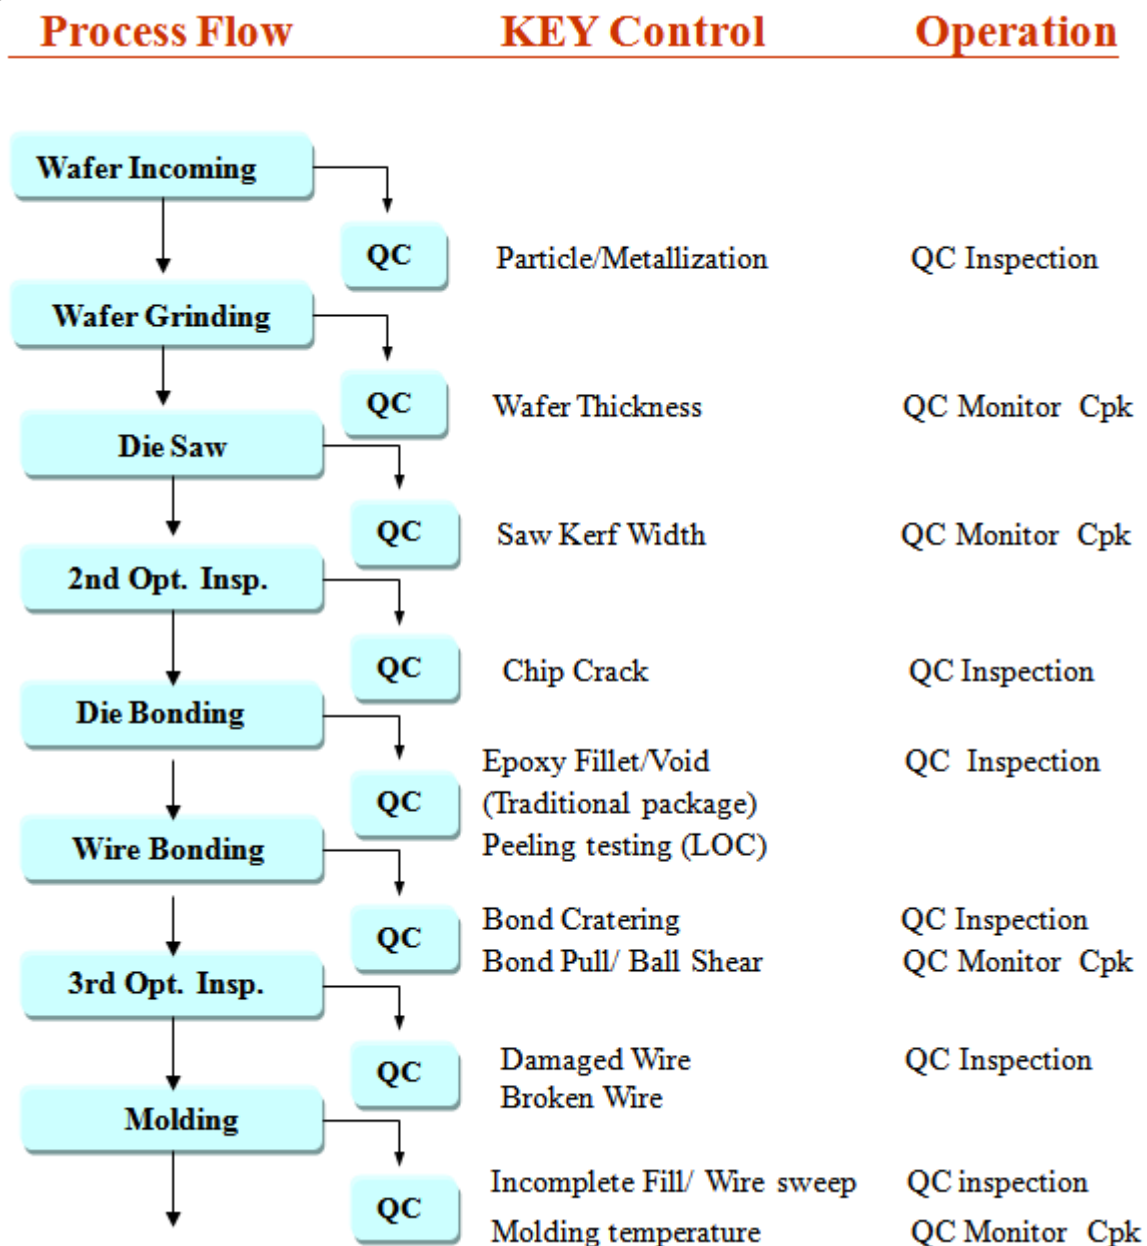 Process Flow KEY Control Operation
Wafer Incoming
QC Particle/Metallization QC Inspection
Wafer Grinding
QC Wafer Thickness QC Monitor Cpk
Die Saw
QC Saw Kerf Width QC Monitor Cpk
2nd Opt. Insp.
QC Chip Crack QC Inspection
Die Bonding
Epoxy Fillet/Void QC Inspection
QC (Traditional package)
Peeling testing (LOC)
Wire Bonding
Bond Cratering QC Inspection
QC
Bond Pull/ Ball Shear QC Monitor Cpk
3rd Opt. Insp.
Damaged Wire QC Inspection
QC
Broken Wire
Molding
Incomplete Fill/ Wire sweep QC inspection
QC
Molding temperature QC Monitor Cpk